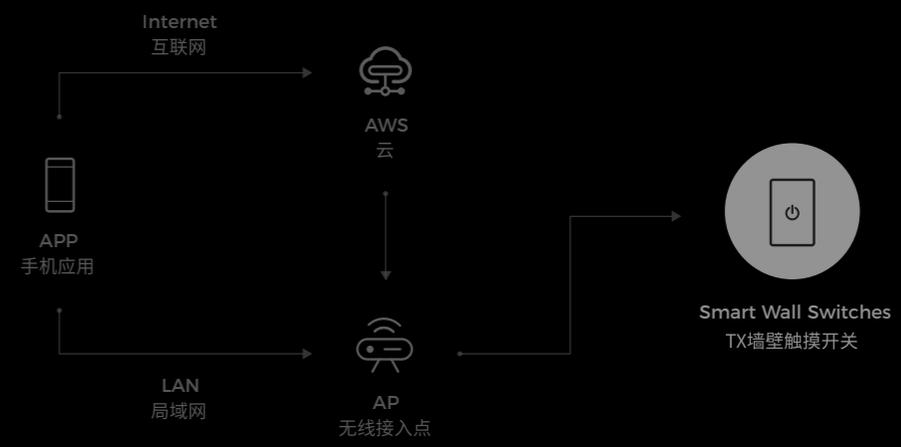 Internet
互联网
AWS
云
APP
手机应用
Smart Wall Switches
TX墙壁触摸开关
LAN
局域网
AP
无线接入点